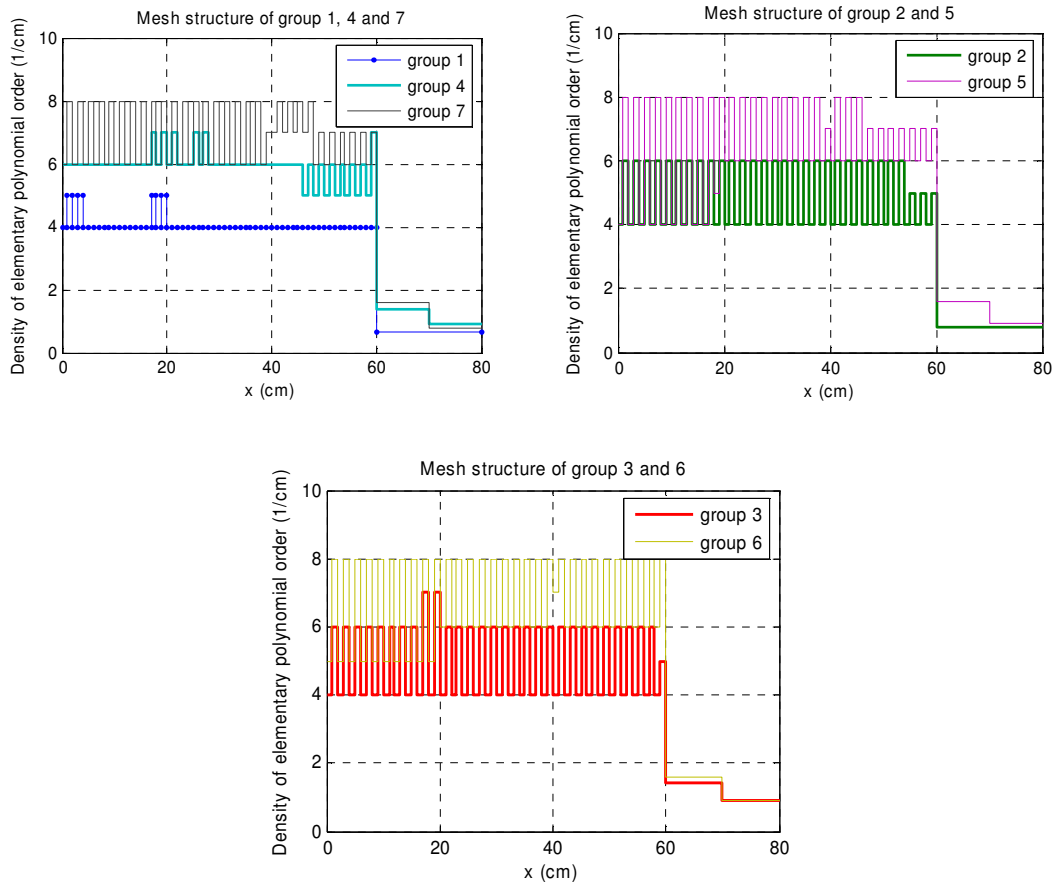 Mesh structure of group 1, 4 and 7
Density of elementary polynomial order (1/cm)
10
8
6
4
2
0
group 1
group 4
group 7
0
20
40
60
80
x (cm)
Mesh structure of group 2 and 5
Density of elementary polynomial order (1/cm)
10
8
6
4
2
0
group 2
group 5
0
20
40
60
80
x (cm)
Mesh structure of group 3 and 6
Density of elementary polynomial order (1/cm)
10
8
6
4
2
0
group 3
group 6
0
20
40
60
80
x (cm)